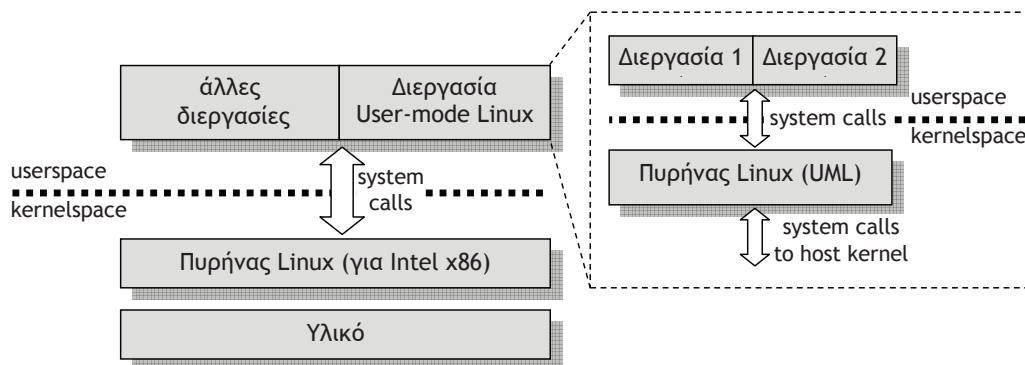 άλλες
διεργασίες
Διεργασία
User-mode Linux
userspace
kernelspace
system
calls
Πυρήνας Linux (για Intel x86)
Υλικό
Διεργασία 1
Διεργασία 2
system calls
userspace
kernelspace
Πυρήνας Linux (UML)
system calls
to host kernel